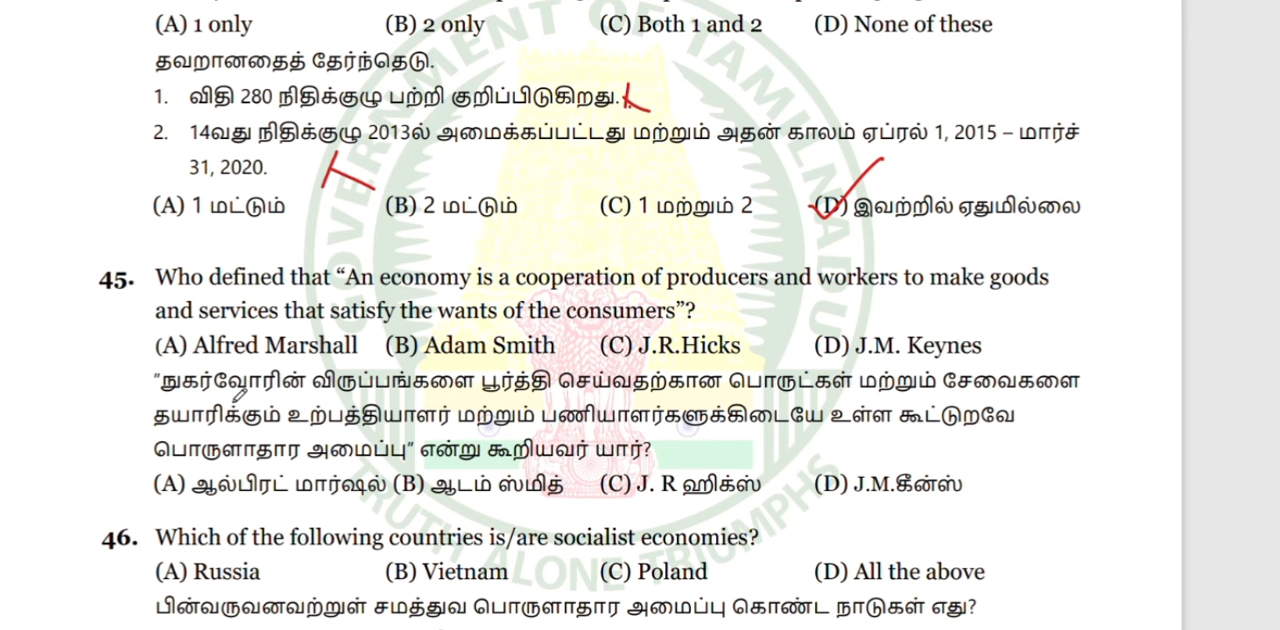 (A) 1 only (B) 2 only (C) Both 1 and 2 (D) None of these
தவறானதைத் தேர்ந்தெடு.
1. விதி 280 நிதிக்குழு பற்றி குறிப்பிடுகிறது.
2. 14வது நிதிக்குழு 2013ல் அமைக்கப்பட்டது மற்றும் அதன் காலம் ஏப்ரல் 1, 2015 – மார்ச்
31, 2020.
(A) 1 மட்டும் (B) 2 மட்டும் (C) 1 மற்றும் 2 (D) இவற்றில் ஏதுமில்லை
45. Who defined that “An economy is a cooperation of producers and workers to make goods
and services that satisfy the wants of the consumers”?
(A) Alfred Marshall (B) Adam Smith (C) J.R.Hicks (D) J.M. Keynes
"நுகர்வோரின் விருப்பங்களை பூர்த்தி செய்வதற்கான பொருட்கள் மற்றும் சேவைகளை
தயாரிக்கும் உற்பத்தியாளர் மற்றும் பணியாளர்களுக்கிடையே உள்ள கூட்டுறவே
பொருளாதார அமைப்பு" என்று கூறியவர் யார்?
(A) ஆல்பிரட் மார்ஷல் (B) ஆடம் ஸ்மித் (C) J. R ஹிக்ஸ் (D) J.M.கீன்ஸ்
46. Which of the following countries is/are socialist economies?
(A) Russia (B) Vietnam (C) Poland (D) All the above
பின்வருவனவற்றுள் சமத்துவ பொருளாதார அமைப்பு கொண்ட நாடுகள் எது?
GOVERNMENT OF TAMILNADU
TRUTH ALONE TRIUMPHS